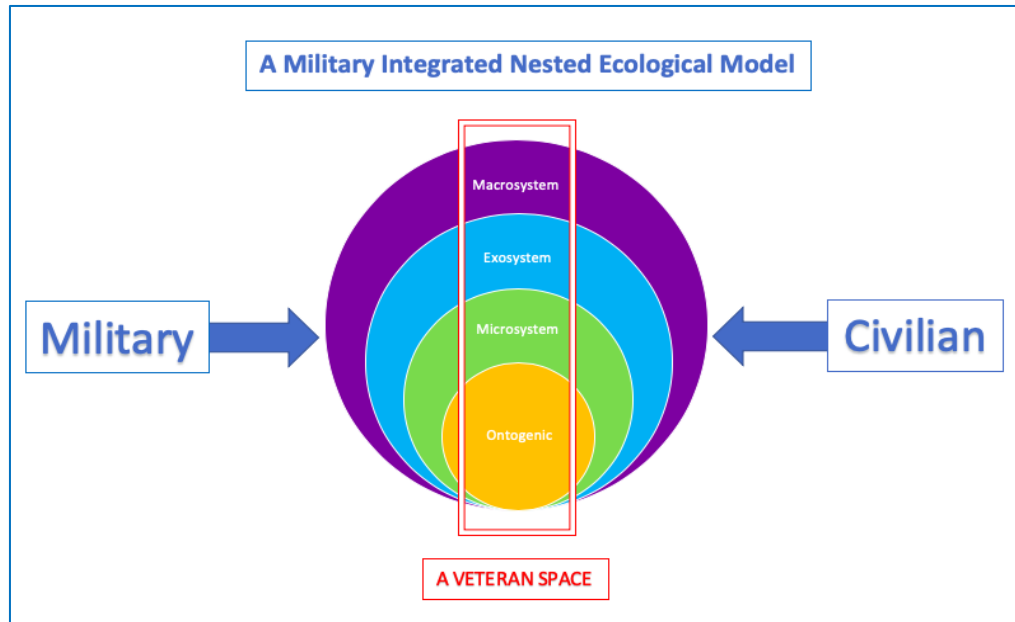 A Military Integrated Nested Ecological Model
Macrosystem
Exosystem
Microsystem
Military
Civilian
Ontogenic
A VETERAN SPACE